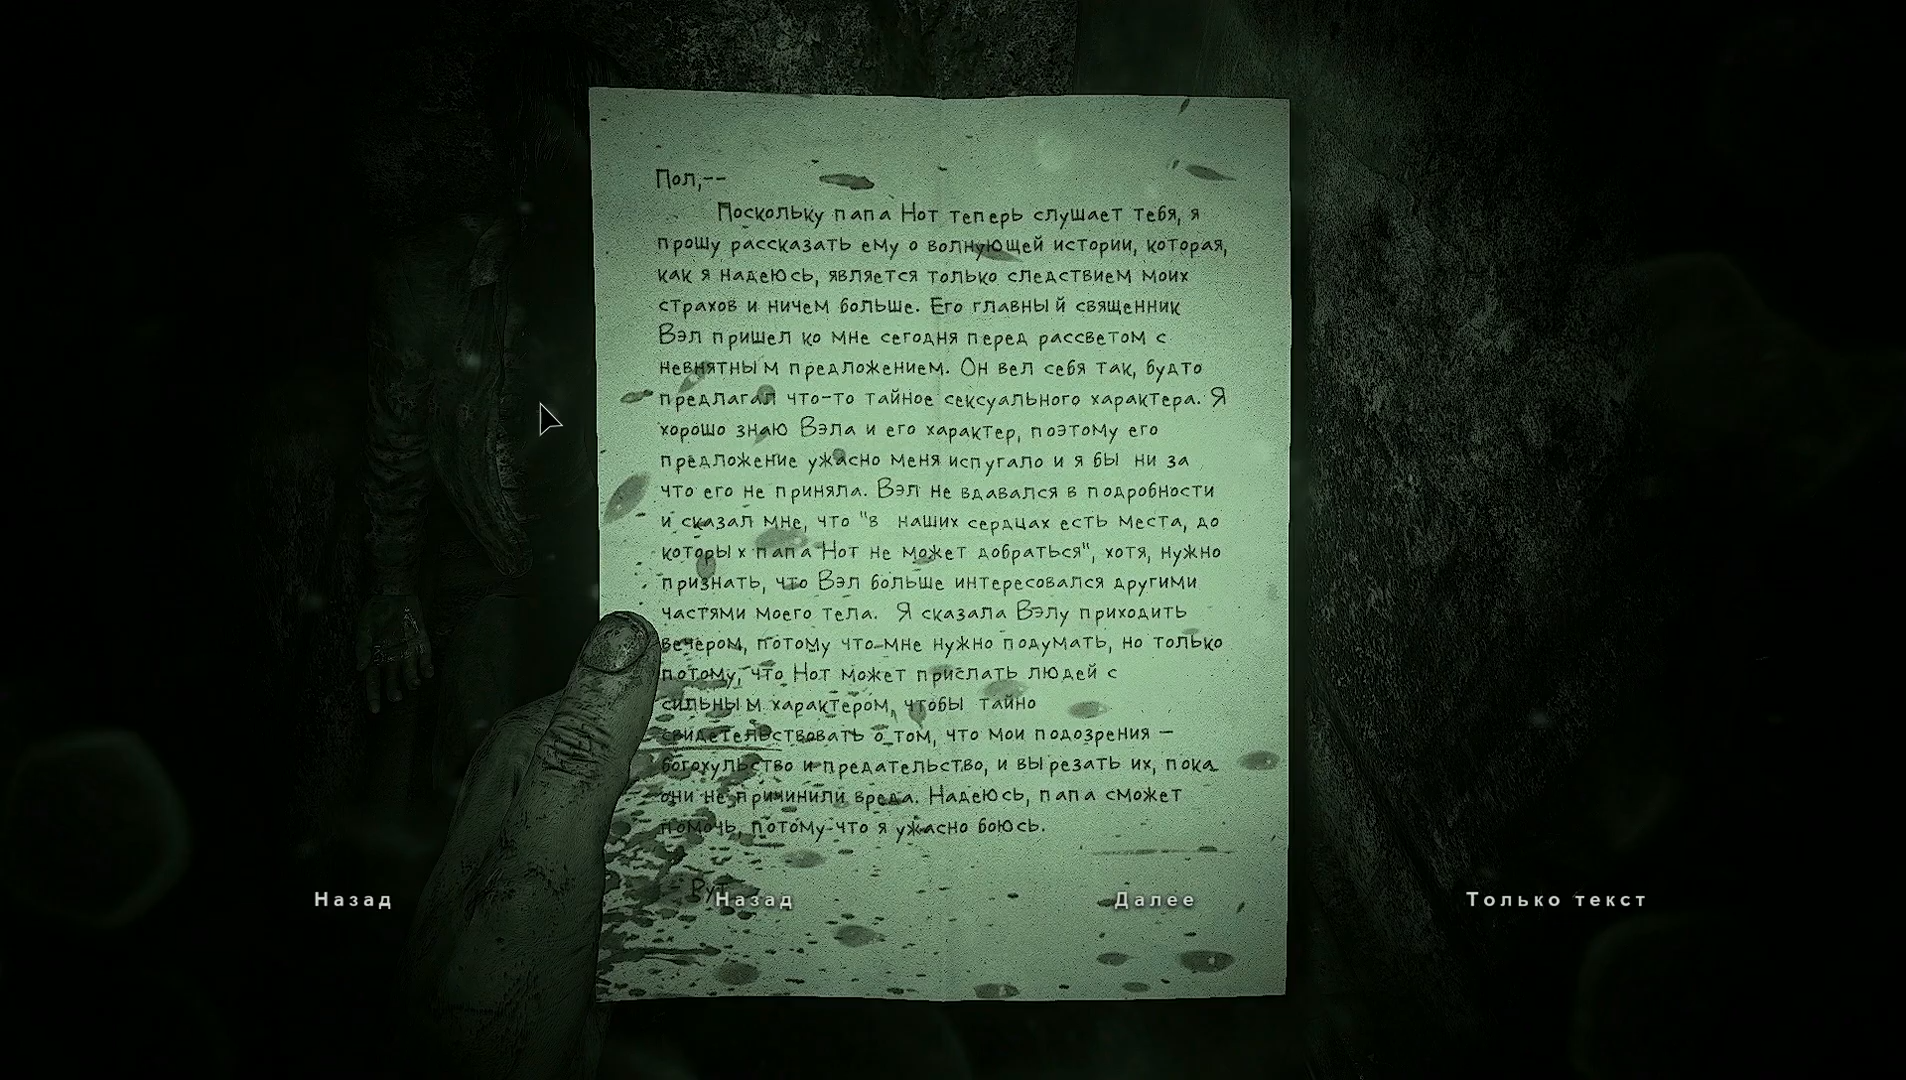 Пол,--
Поскольку папа Нот теперь слушает тебя, я
прошу рассказать ему о волнующей истории, которая,
как я надеюсь, является только следствием моих
страхов и ничем больше. Его главный священник
Вэл пришел ко мне сегодня перед рассветом с
невнятным предложением. Он вел себя так, будто
предлагал что-то тайное сексуального характера. Я
хорошо знаю Вэла и его характер, поэтому его
предложение ужасно меня испугало и я бы ни за
что его не приняла. Вэл не вдавался в подробности
и сказал мне, что "в наших сердцах есть места, до
которых папа Нот не может добраться", хотя, нужно
признать, что Вэл больше интересовался другими
частями моего тела. Я сказала Вэлу приходить
вечером, потому что мне нужно подумать, но только
потому, что Нот может прислать людей с
сильным характером, чтобы тайно
свидетельствовать о том, что мои подозрения –
богохульство и предательство, и вырезать их, пока
они не причинили вреда. Надеюсь, папа сможет
помочь, потому что я ужасно боюсь.
Рут
Назад Назад Далее Только текст